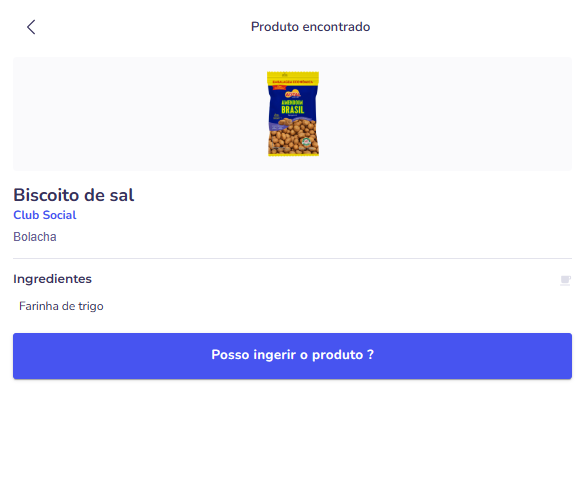 Produto encontrado
AMENDOIM
BRASIL
Biscoito de sal
Club Social
Bolacha
Ingredientes
Farinha de trigo
Posso ingerir o produto ?